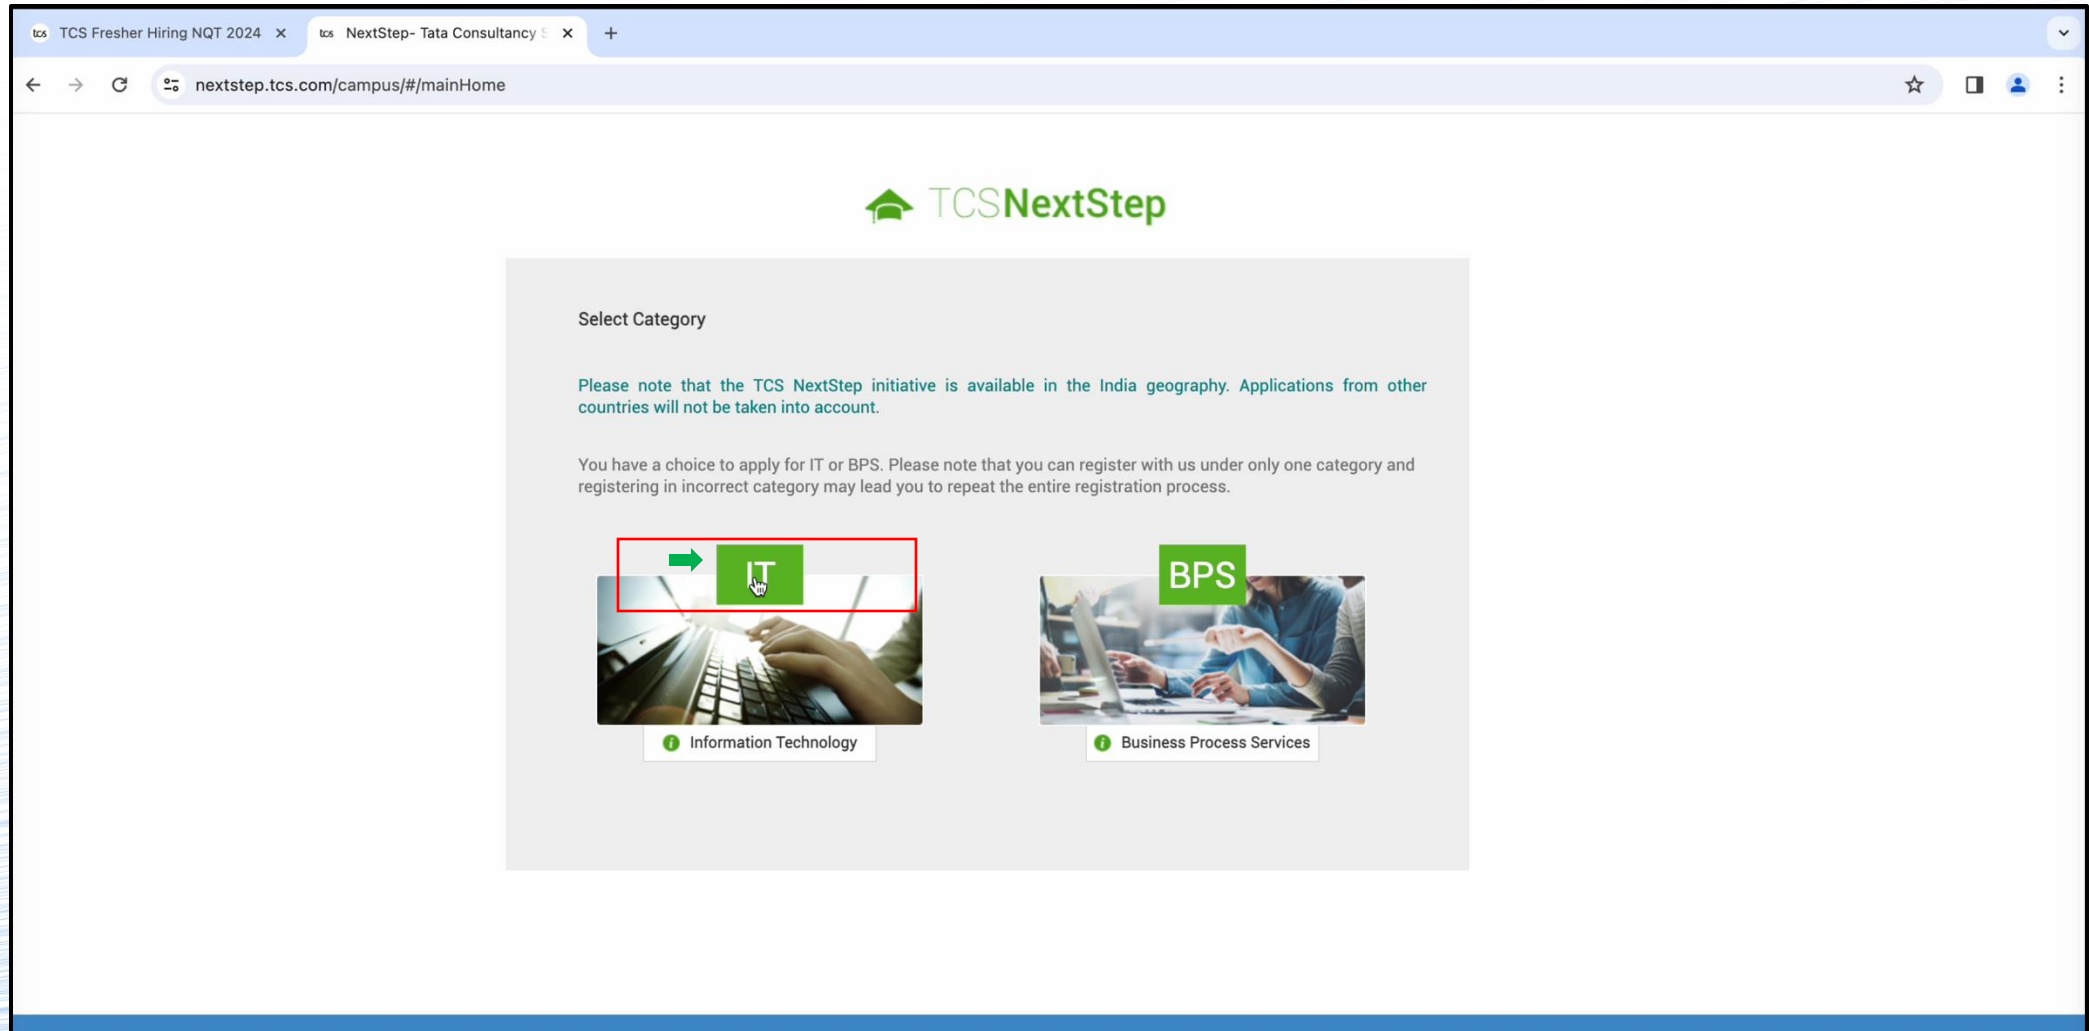 tcs TCS Fresher Hiring NQT 2024
tcs NextStep- Tata Consultancy S
nextstep.tcs.com/campus/#/mainHome
TCSNextStep
Select Category
Please note that the TCS NextStep initiative is available in the India geography. Applications from other
countries will not be taken into account.
You have a choice to apply for IT or BPS. Please note that you can register with us under only one category and
registering in incorrect category may lead you to repeat the entire registration process.
IT
BPS
i Information Technology
i Business Process Services